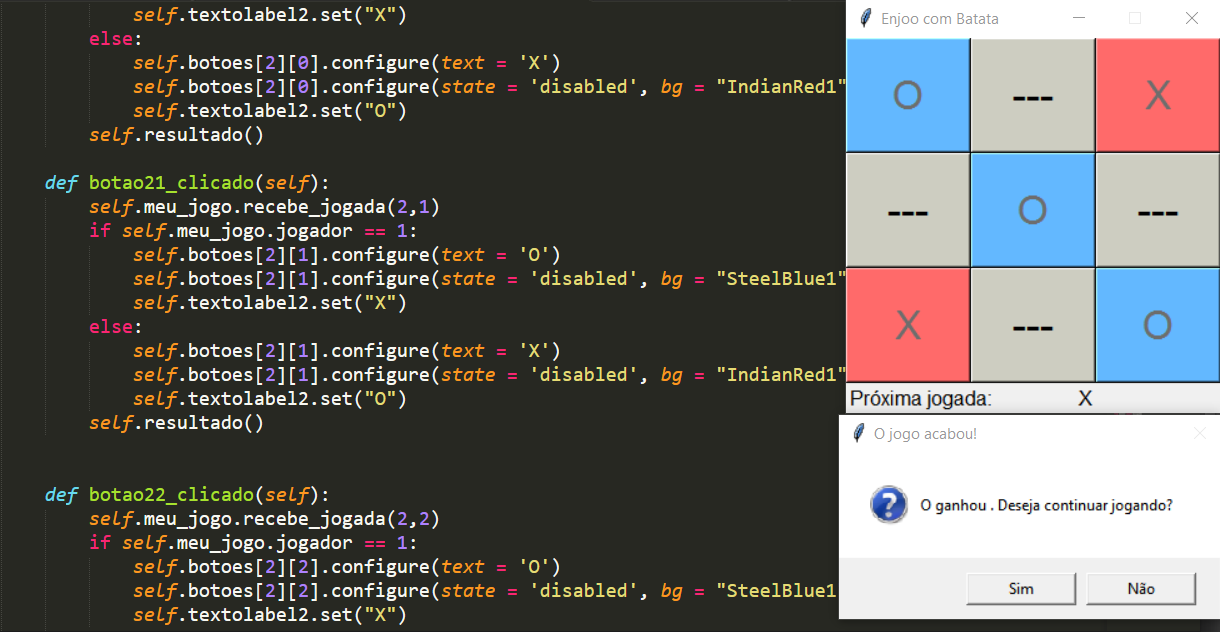 self.textolabel2.set("X")
else:
self.botoes[2][0].configure(text = 'X')
self.botoes[2][0].configure(state = 'disabled', bg = "IndianRed1"
self.textolabel2.set("O")
self.resultado()
def botao21_clicado(self):
self.meu_jogo.recebe_jogada(2,1)
if self.meu_jogo.jogador == 1:
self.botoes[2][1].configure(text = 'O')
self.botoes[2][1].configure(state = 'disabled', bg = "SteelBlue1"
self.textolabel2.set("X")
else:
self.botoes[2][1].configure(text = 'X')
self.botoes[2][1].configure(state = 'disabled', bg = "IndianRed1"
self.textolabel2.set("O")
self.resultado()
def botao22_clicado(self):
self.meu_jogo.recebe_jogada(2,2)
if self.meu_jogo.jogador == 1:
self.botoes[2][2].configure(text = 'O')
self.botoes[2][2].configure(state = 'disabled', bg = "SteelBlue1
self.textolabel2.set("X")
Enjoo com Batata
O --- X
--- O ---
X --- O
Próxima jogada: X
O jogo acabou!
O ganhou . Deseja continuar jogando?
Sim Não